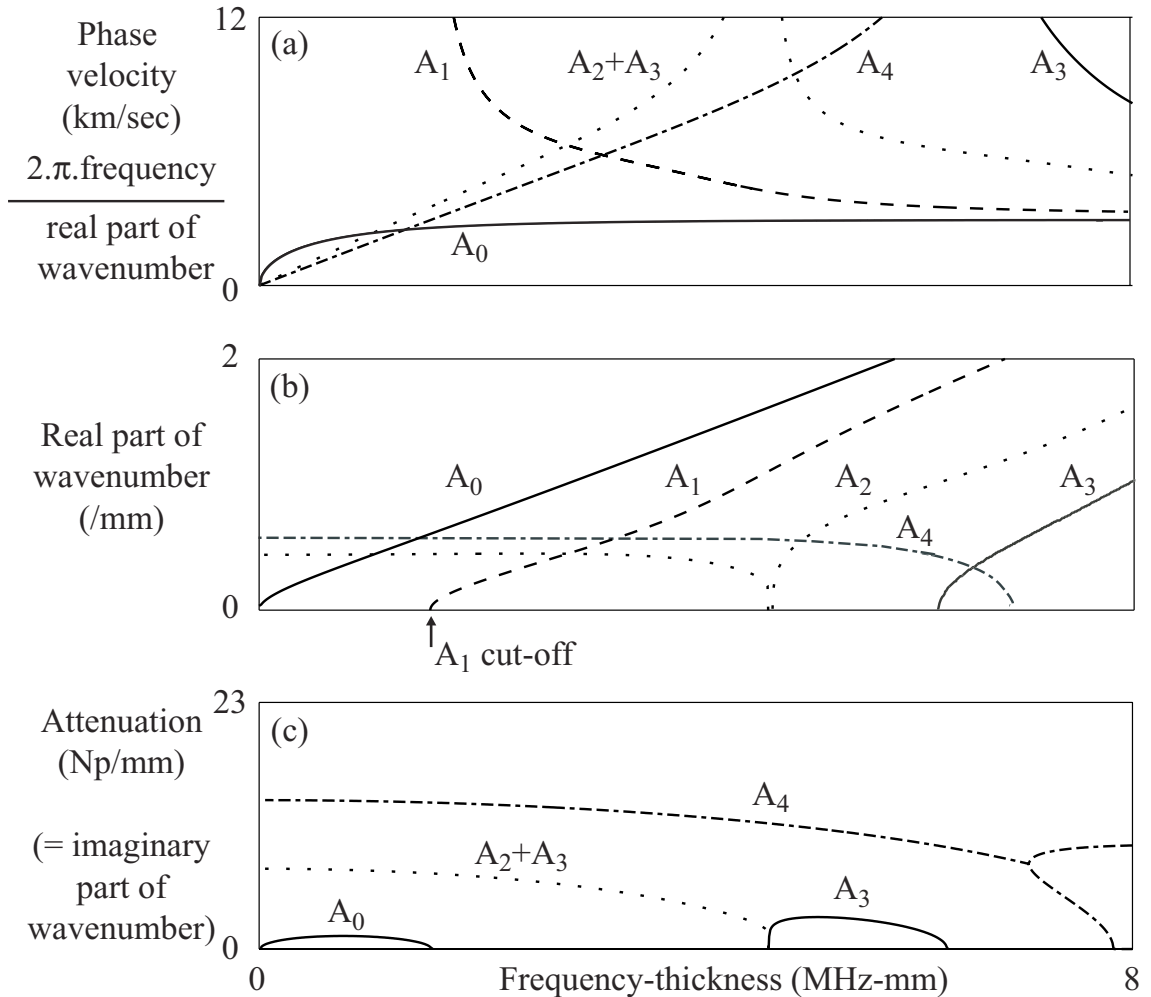 12
Phase
velocity
(km/sec)
2.π.frequency
real part of
wavenumber
0
(a)
A1
A2+A3
A4
A3
A0
2
Real part of
wavenumber
(/mm)
0
(b)
A0
A1
A2
A3
A4
A1 cut-off
23
Attenuation
(Np/mm)
(= imaginary
part of
wavenumber)
0
(c)
A4
A2+A3
A3
A0
0
Frequency-thickness (MHz-mm)
8